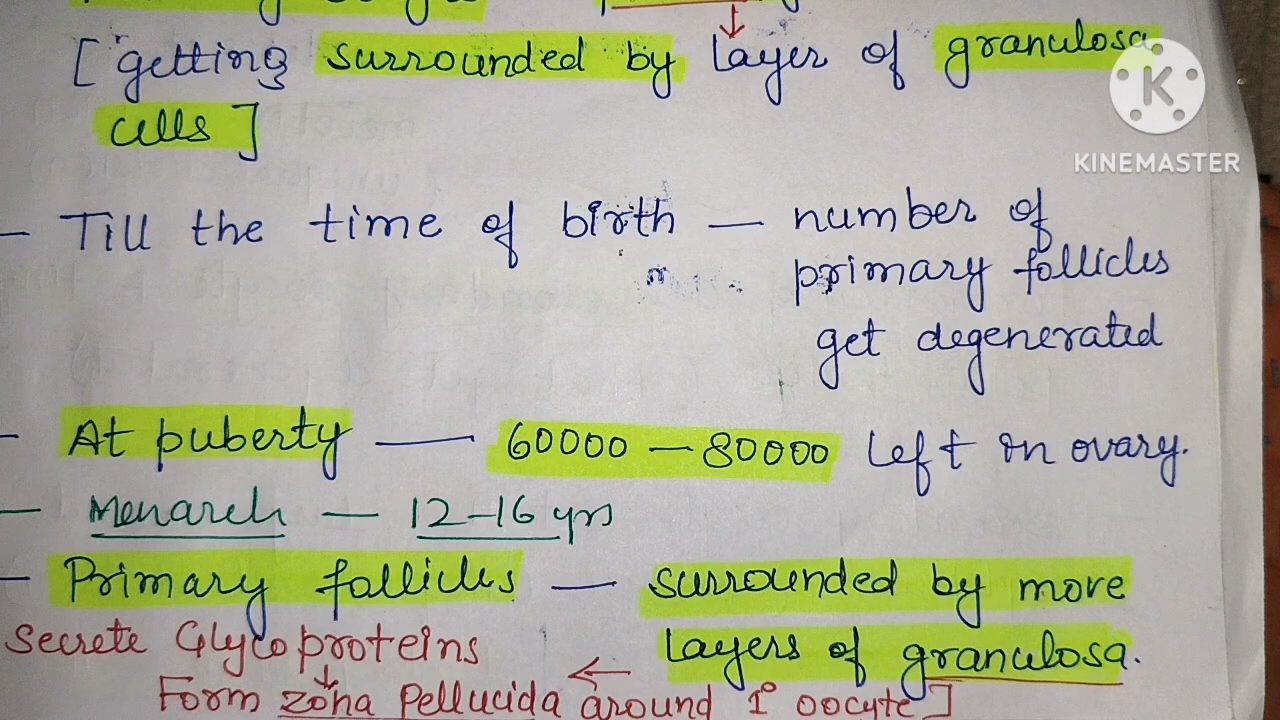 [ getting surrounded by layer of granulosa
cells ]
K
KINEMASTER
- Till the time of birth — number of
primary follicles
get degenerated
- At puberty — 60000 — 80000 left in ovary.
- Menarch — 12-16 yrs
- Primary follicles — surrounded by more
layers of granulosa.
Secrete Glycoproteins ←
↓
Form zona Pellucida around 1° oocyte ]